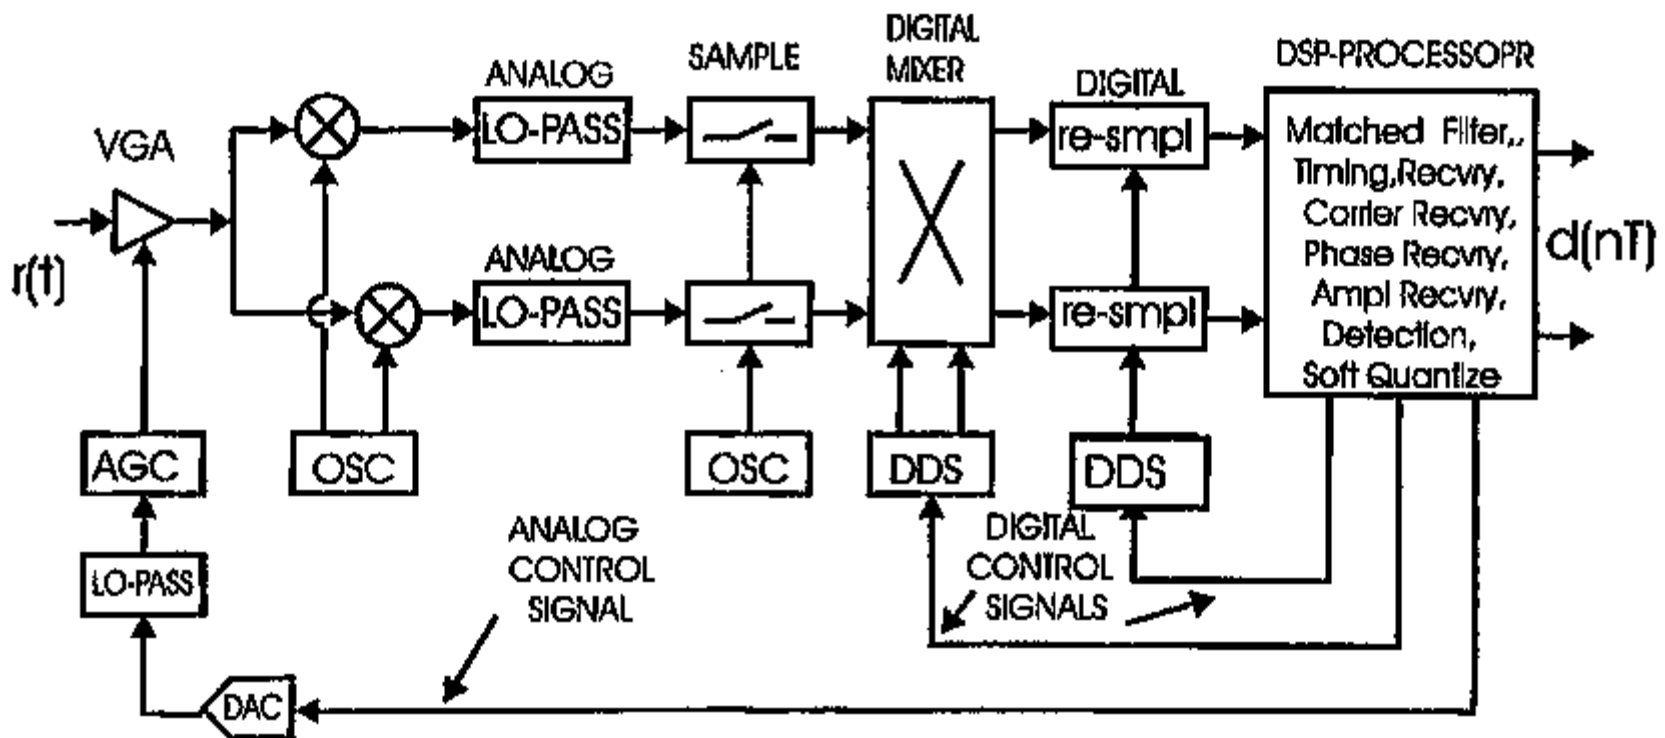 DIGITAL
MIXER
SAMPLE
DSP-PROCESSOPR
ANALOG
DIGITAL
VGA
LO-PASS
re-smpl
Matched Filfer,,
Timing,Recvry,
Carrier Recvry,
Phase Recvry,
Ampl Recvry,
Detection,
Soft Quantize
r(t)
d(nT)
ANALOG
LO-PASS
re-smpl
AGC
OSC
OSC
DDS
DDS
ANALOG
CONTROL
SIGNAL
DIGITAL
CONTROL
SIGNALS
LO-PASS
DAC